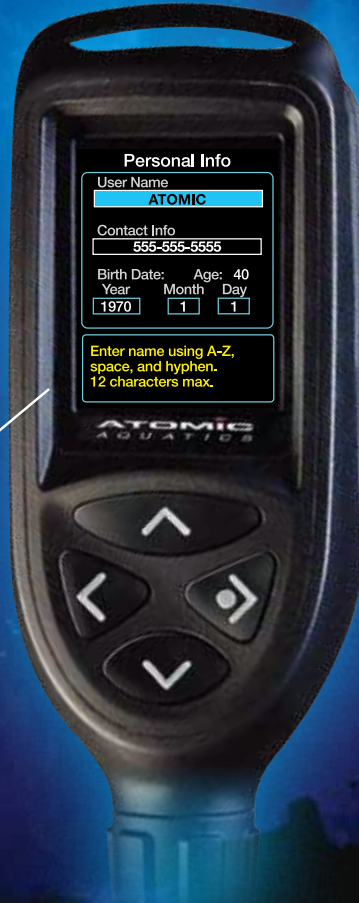 Personal Info
User Name
ATOMIC
Contact Info
555-555-5555
Birth Date: Age: 40
Year Month Day
1970 1 1
Enter name using A-Z,
space, and hyphen.
12 characters max.
ATOMIC
AQUATICS